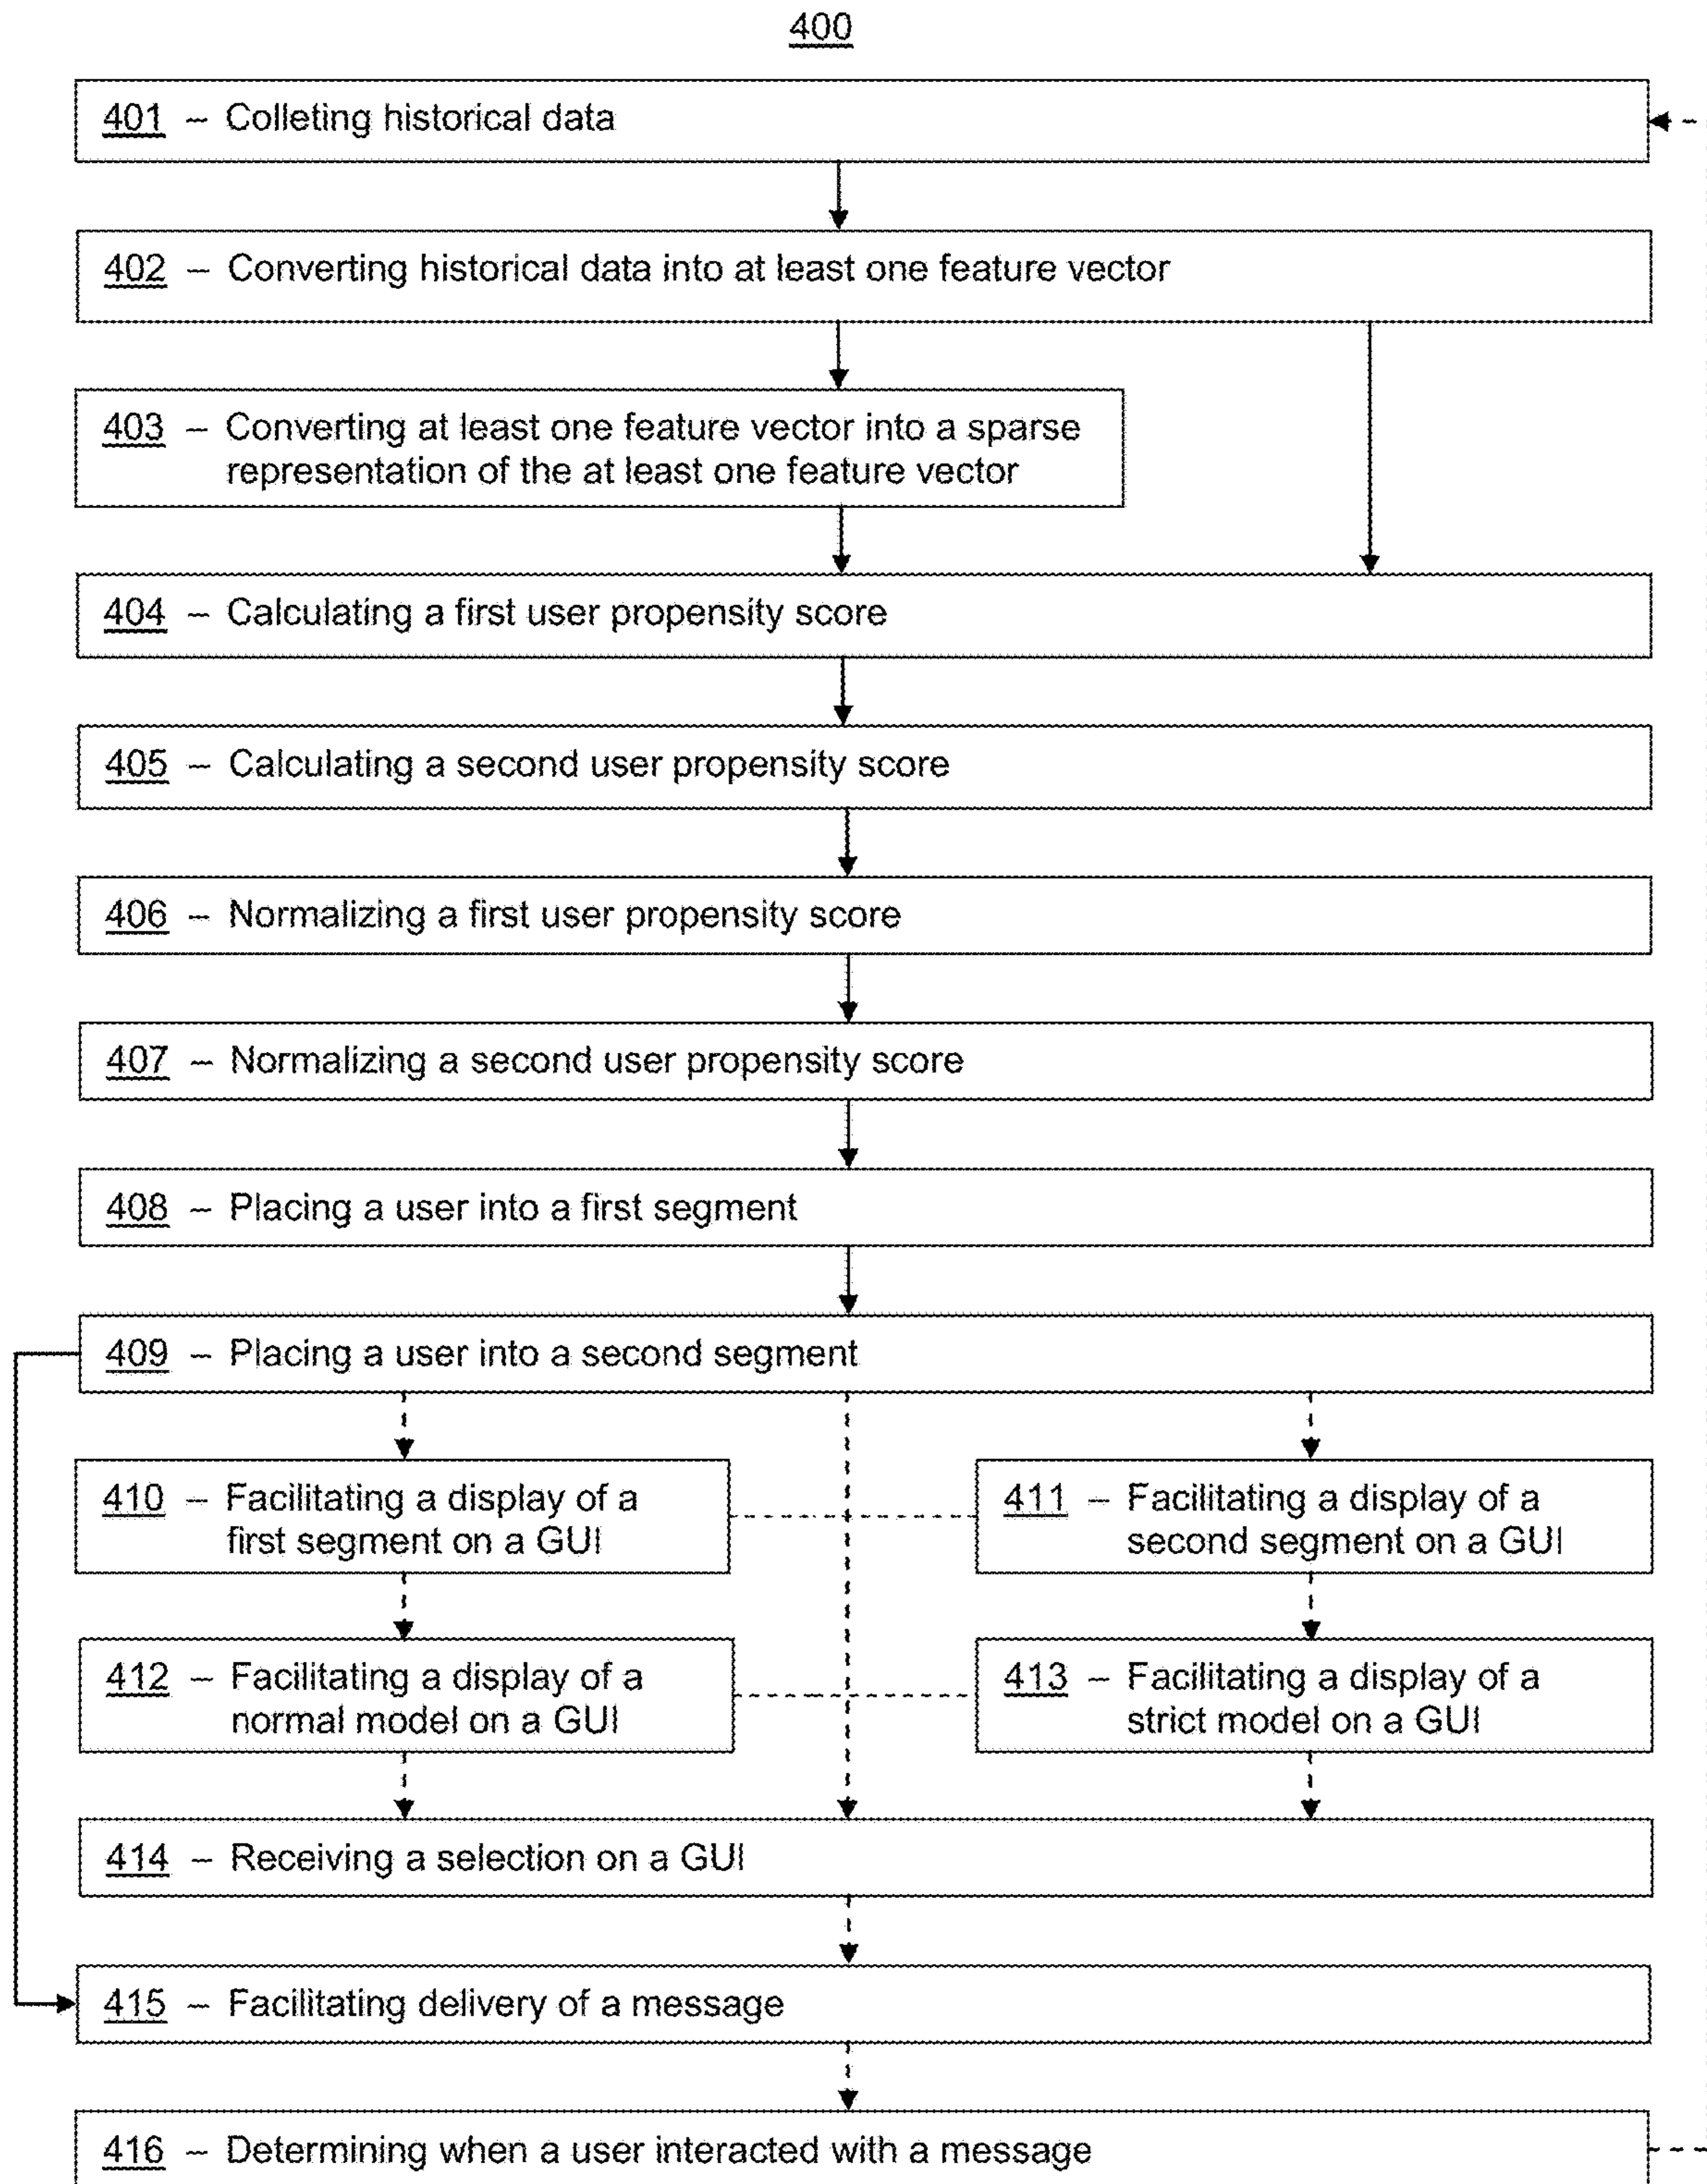 400
401 – Colleting historical data
402 – Converting historical data into at least one feature vector
403 – Converting at least one feature vector into a sparse
representation of the at least one feature vector
404 – Calculating a first user propensity score
405 – Calculating a second user propensity score
406 – Normalizing a first user propensity score
407 – Normalizing a second user propensity score
408 – Placing a user into a first segment
409 – Placing a user into a second segment
410 – Facilitating a display of a
first segment on a GUI
411 – Facilitating a display of a
second segment on a GUI
412 – Facilitating a display of a
normal model on a GUI
413 – Facilitating a display of a
strict model on a GUI
414 – Receiving a selection on a GUI
415 – Facilitating delivery of a message
416 – Determining when a user interacted with a message